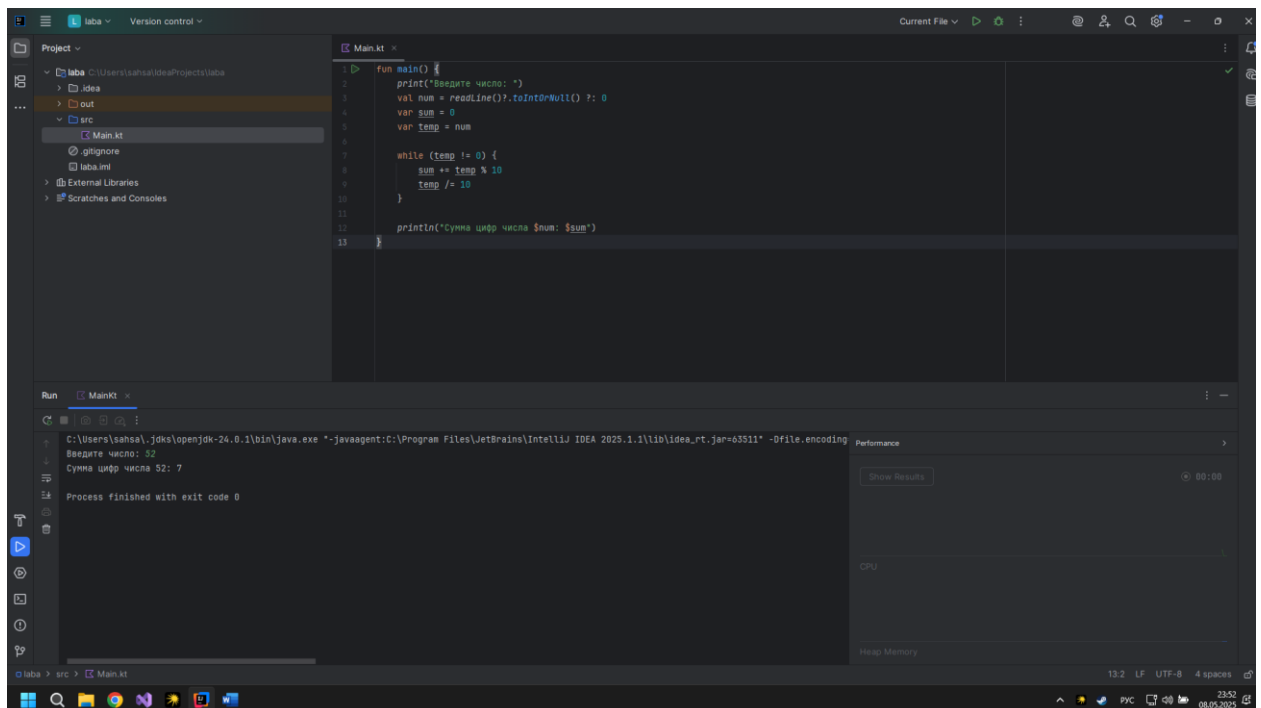 L laba Version control
Current File
Project
Main.kt
laba C:\Users\sahsa\IdeaProjects\laba
.idea
out
src
Main.kt
.gitignore
laba.iml
External Libraries
Scratches and Consoles
1 fun main() {
2 print("Введите число: ")
3 val num = readLine()?.toIntOrNull() ?: 0
4 var sum = 0
5 var temp = num
6
7 while (temp != 0) {
8 sum += temp % 10
9 temp /= 10
10 }
11
12 println("Сумма цифр числа $num: $sum")
13 }
Run MainKt
C:\Users\sahsa\.jdks\openjdk-24.0.1\bin\java.exe "-javaagent:C:\Program Files\JetBrains\IntelliJ IDEA 2025.1.1\lib\idea_rt.jar=63511" -Dfile.encoding
Введите число: 52
Сумма цифр числа 52: 7
Process finished with exit code 0
Performance
Show Results
00:00
CPU
Heap Memory
laba > src > Main.kt
13:2 LF UTF-8 4 spaces
РУС
23:52
08.05.2025